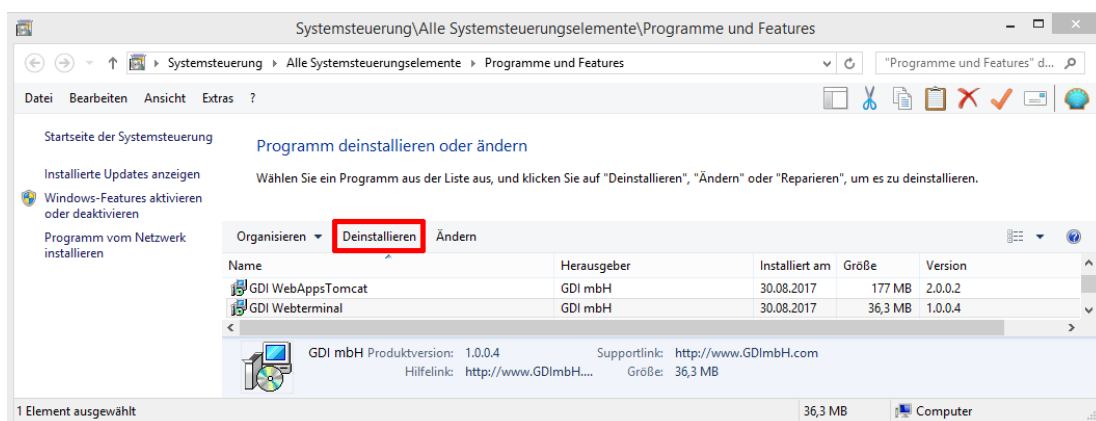 Systemsteuerung\Alle Systemsteuerungselemente\Programme und Features
Systemsteuerung Alle Systemsteuerungselemente Programme und Features "Programme und Features" d...
Datei Bearbeiten Ansicht Extras ?
Startseite der Systemsteuerung
Installierte Updates anzeigen
Windows-Features aktivieren
oder deaktivieren
Programm vom Netzwerk
installieren
Programm deinstallieren oder ändern
Wählen Sie ein Programm aus der Liste aus, und klicken Sie auf "Deinstallieren", "Ändern" oder "Reparieren", um es zu deinstallieren.
Organisieren Deinstallieren Ändern
Name Herausgeber Installiert am Größe Version
GDI WebAppsTomcat GDI mbH 30.08.2017 177 MB 2.0.0.2
GDI Webterminal GDI mbH 30.08.2017 36,3 MB 1.0.0.4
GDI mbH Produktversion: 1.0.0.4 Supportlink: http://www.GDImbH.com
Hilfelink: http://www.GDImbH.... Größe: 36,3 MB
1 Element ausgewählt 36,3 MB Computer